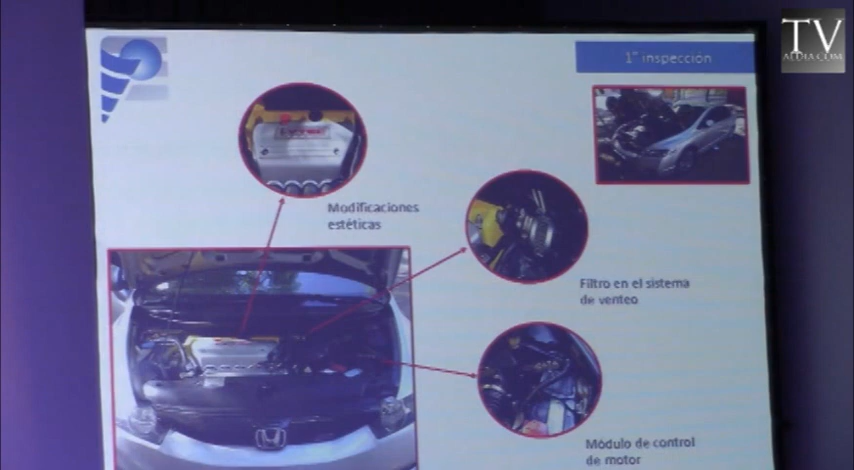 TV
ALDIA.COM
1° inspección
Modificaciones
estéticas
Filtro en el sistema
de venteo
Módulo de control
de motor